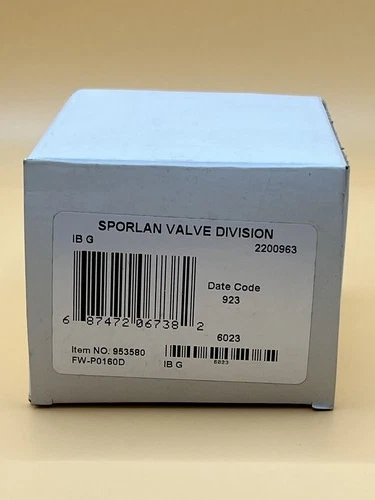 SPORLAN VALVE DIVISION
IB G
2200963
Date Code
923
6 87472 06738 2
6023
Item NO: 953580
FW-P0160D
IB G
6023